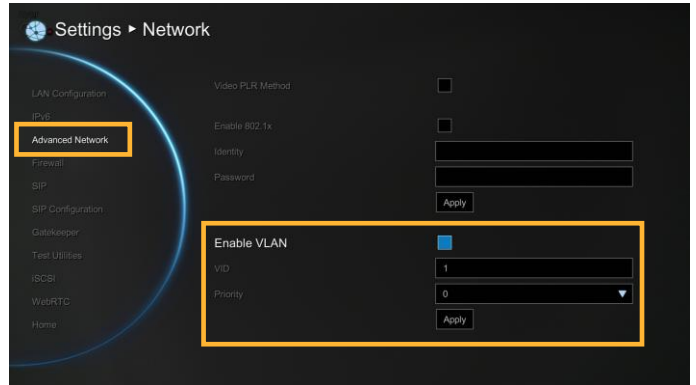 Settings ▸ Network
LAN Configuration
IPv6
Advanced Network
Firewall
SIP
SIP Configuration
Gatekeeper
Test Utilities
iSCSI
WebRTC
Home
Video PLR Method
Enable 802.1x
Identity
Password
Apply
Enable VLAN
VID 1
Priority 0
Apply